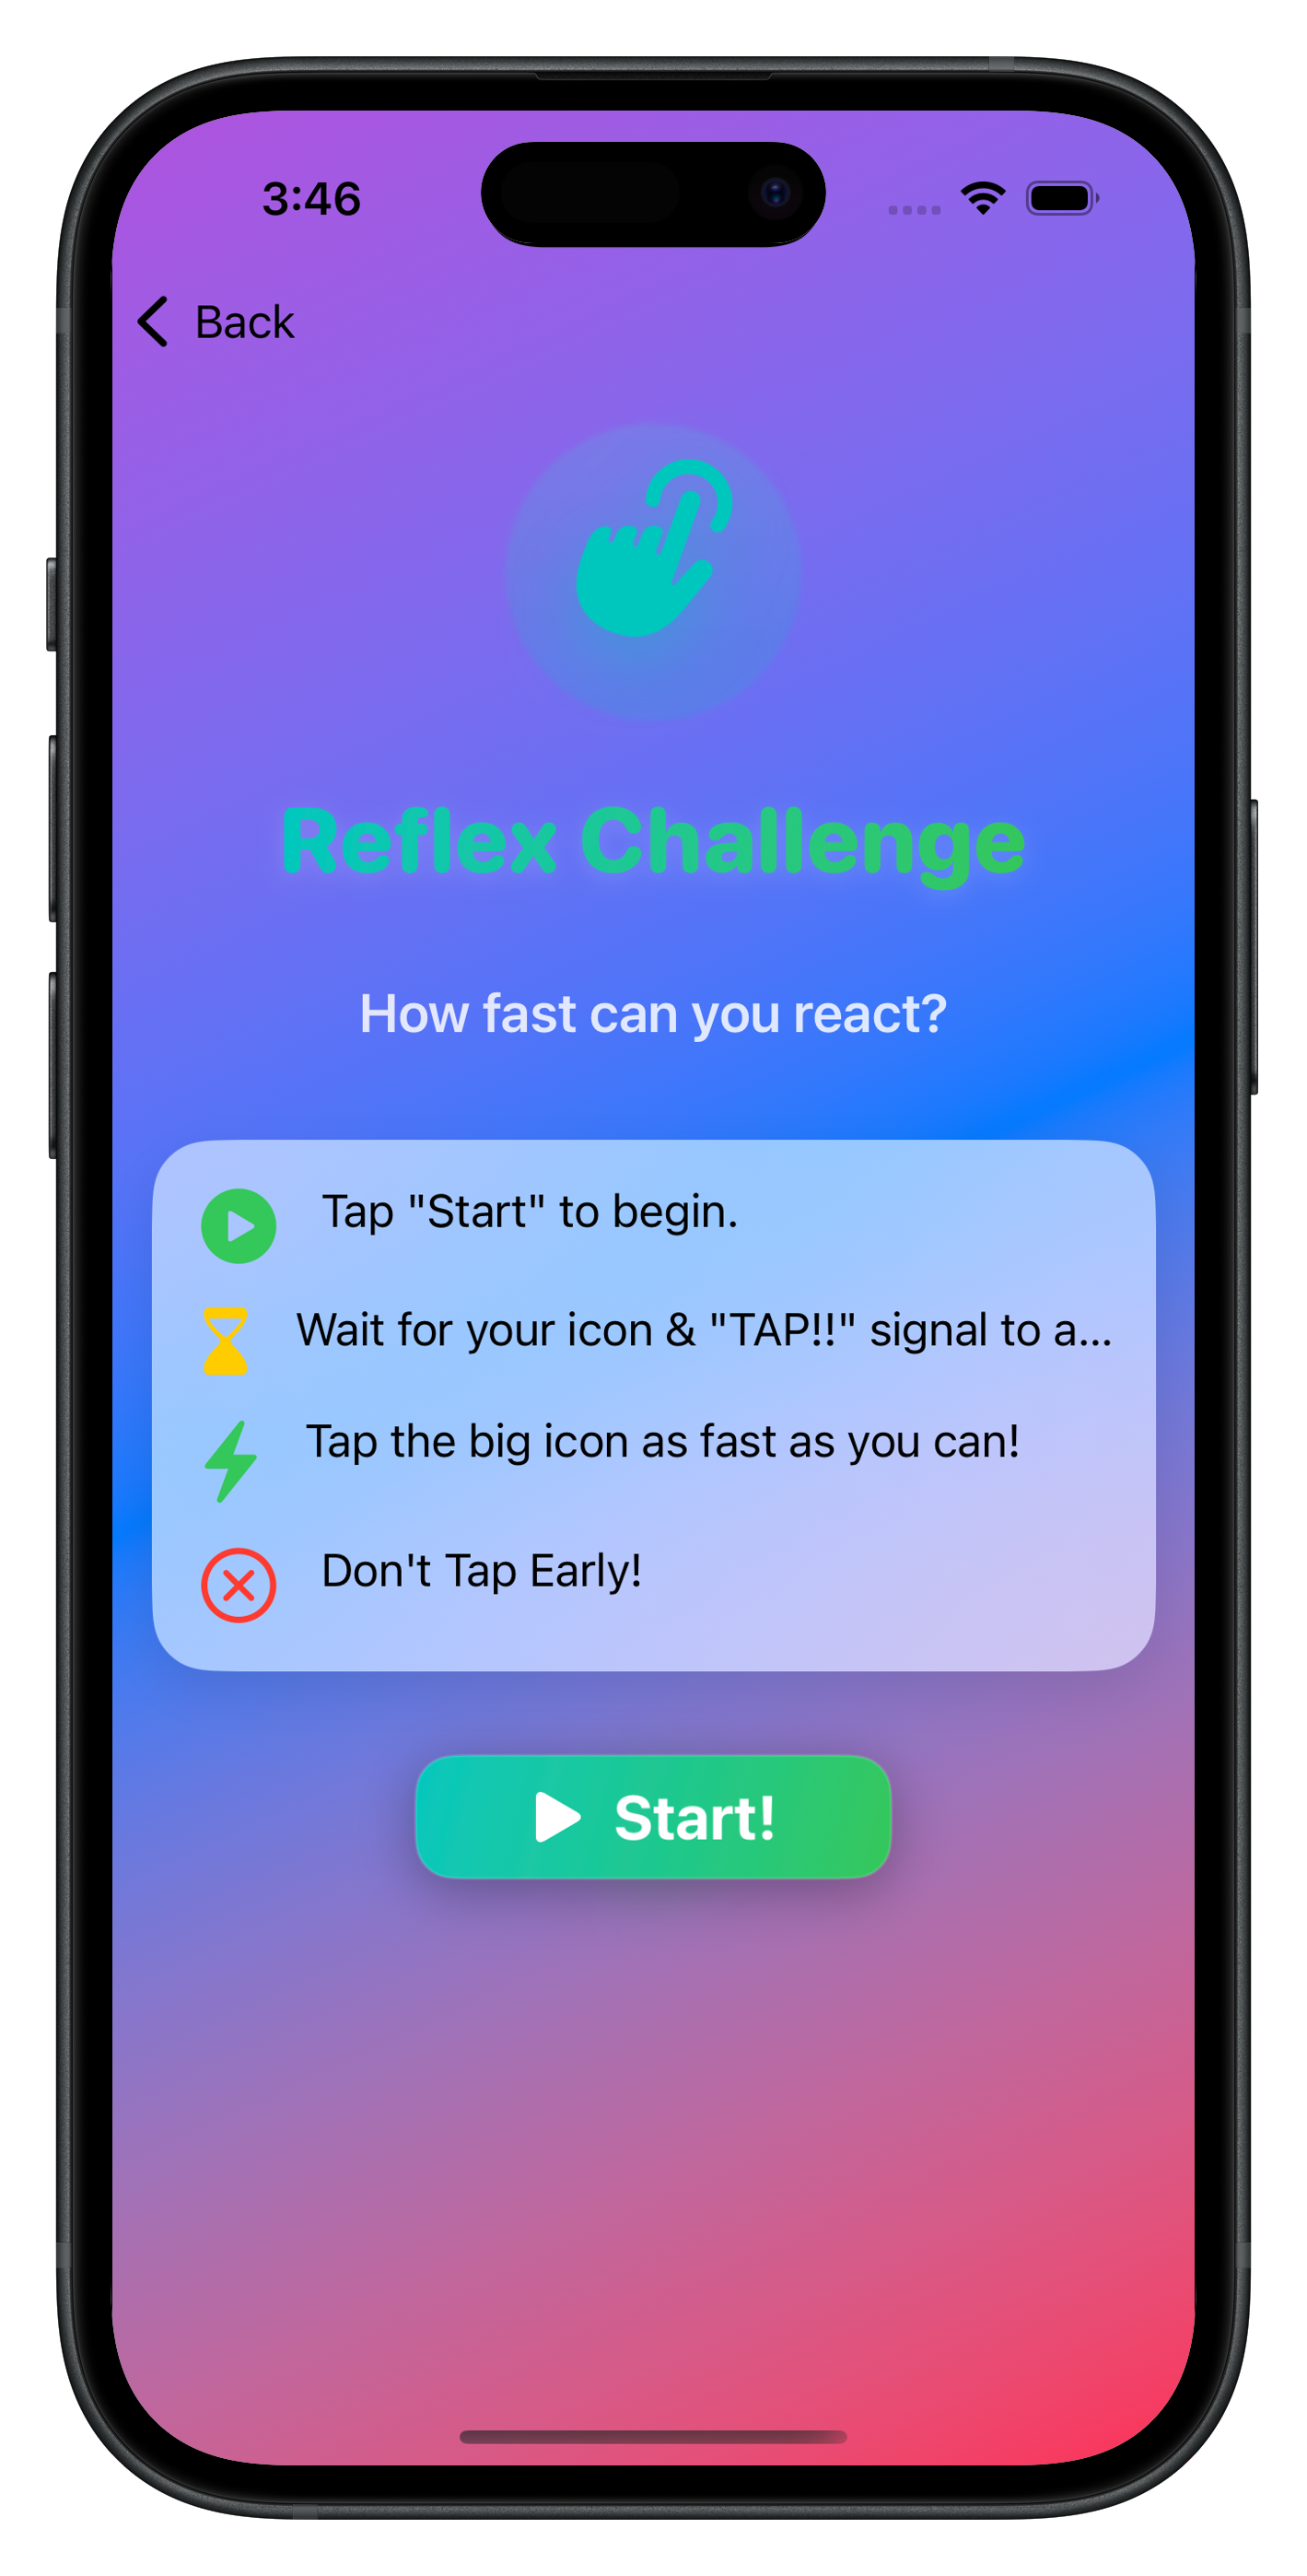 3:46
Back
Reflex Challenge
How fast can you react?
Tap "Start" to begin.
Wait for your icon & "TAP!!" signal to a...
Tap the big icon as fast as you can!
Don't Tap Early!
Start!